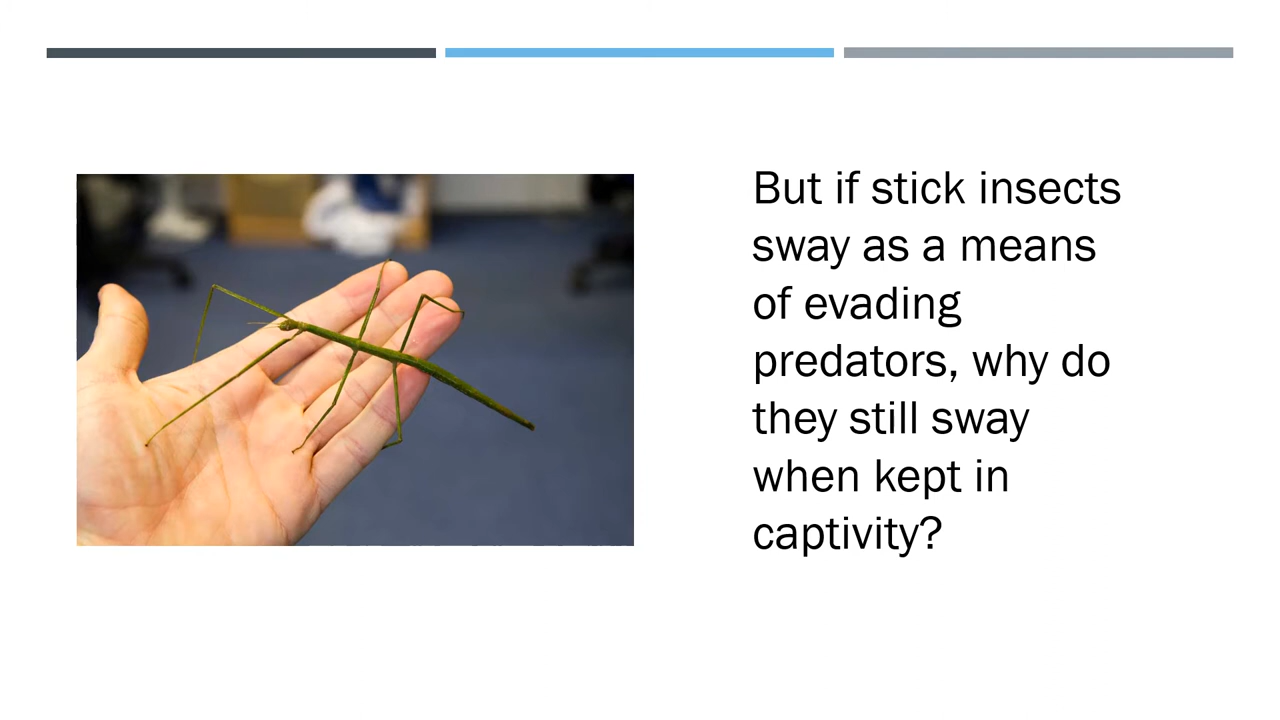 But if stick insects
sway as a means
of evading
predators, why do
they still sway
when kept in
captivity?